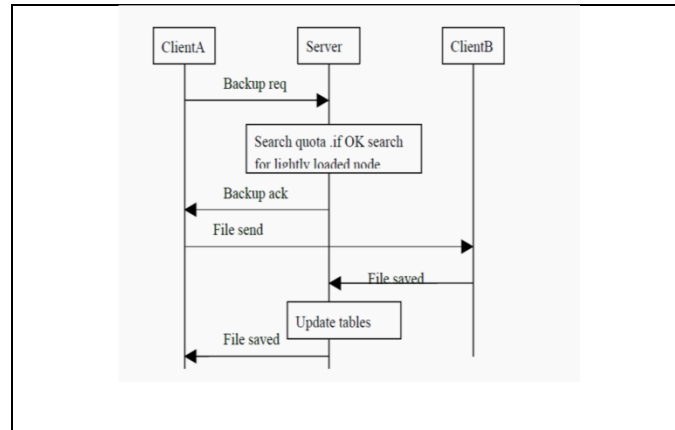 ClientA Server ClientB
Backup req
Search quota .if OK search
for lightly loaded node
Backup ack
File send
File saved
Update tables
File saved